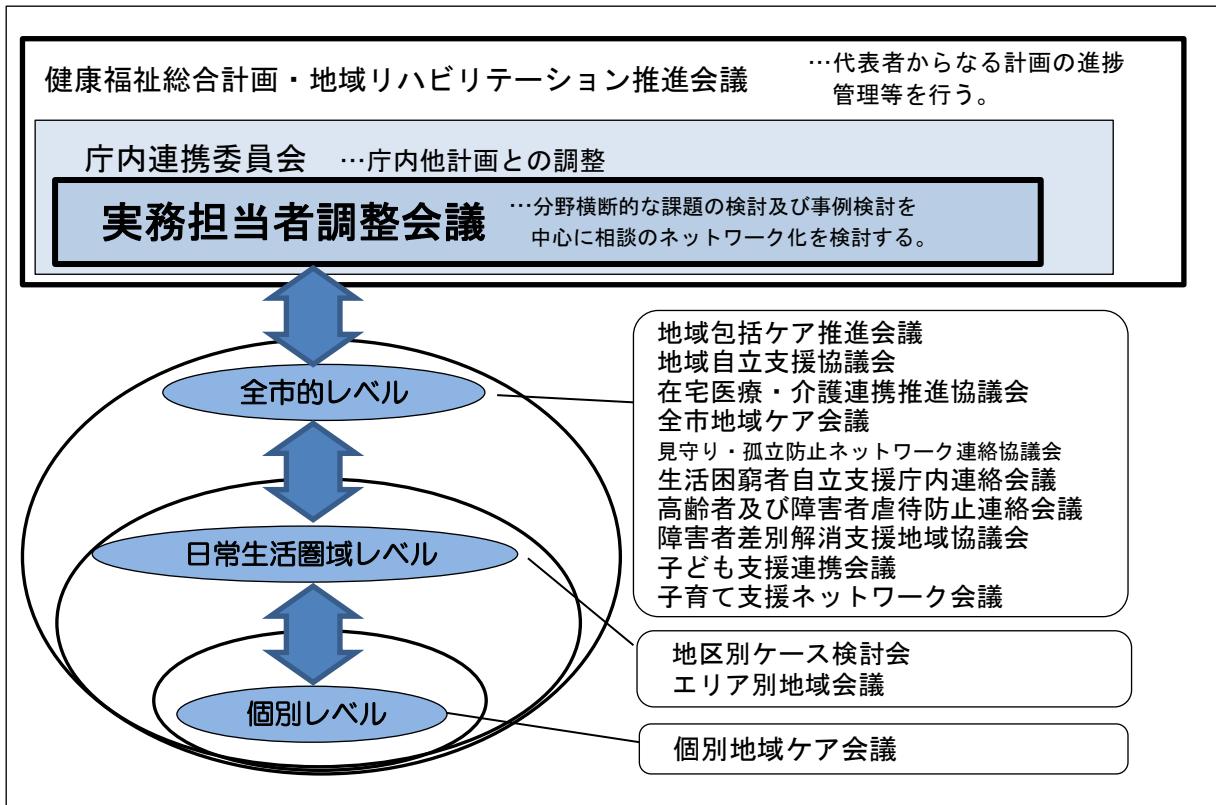 健康福祉総合計画・地域リハビリテーション推進会議
…代表者からなる計画の進捗
管理等を行う。
庁内連携委員会 …庁内他計画との調整
実務担当者調整会議
…分野横断的な課題の検討及び事例検討を
中心に相談のネットワーク化を検討する。
全市的レベル
地域包括ケア推進会議
地域自立支援協議会
在宅医療・介護連携推進協議会
全市地域ケア会議
見守り・孤立防止ネットワーク連絡協議会
生活困窮者自立支援庁内連絡会議
高齢者及び障害者虐待防止連絡会議
障害者差別解消支援地域協議会
子ども支援連携会議
子育て支援ネットワーク会議
日常生活圏域レベル
地区別ケース検討会
エリア別地域会議
個別レベル
個別地域ケア会議